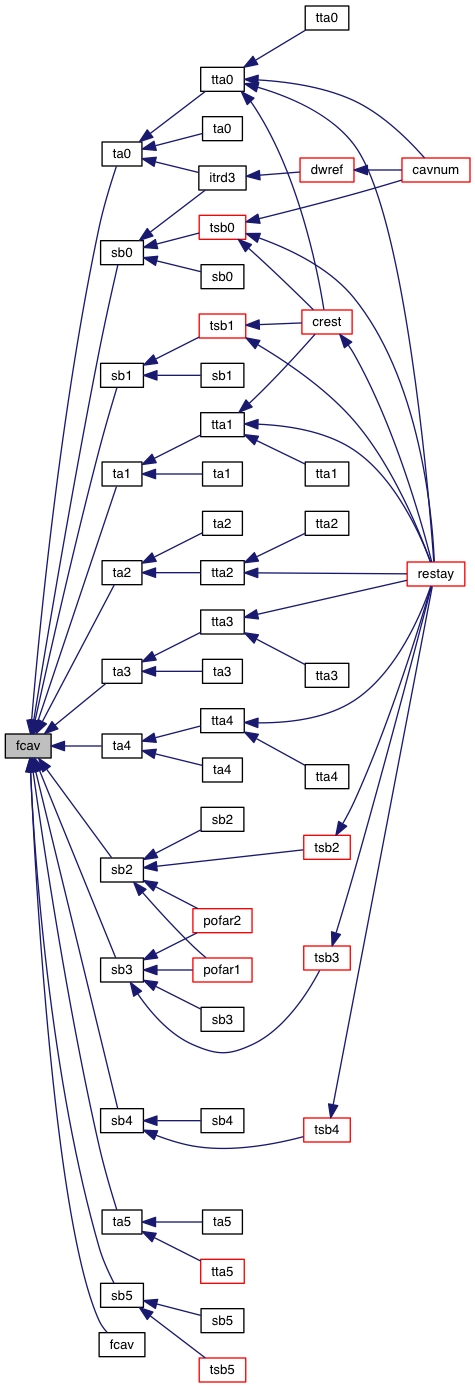 tta0
tta0
ta0
ta0
itrd3
dwref
cavnum
sb0
tsb0
sb0
tsb1
crest
sb1
sb1
tta1
ta1
ta1
tta1
ta2
tta2
ta2
tta2
restay
tta3
ta3
ta3
tta3
tta4
fcav
ta4
ta4
tta4
sb2
tsb2
sb2
pofar2
tsb3
sb3
pofar1
sb3
sb4
sb4
tsb4
ta5
ta5
tta5
sb5
sb5
fcav
tsb5